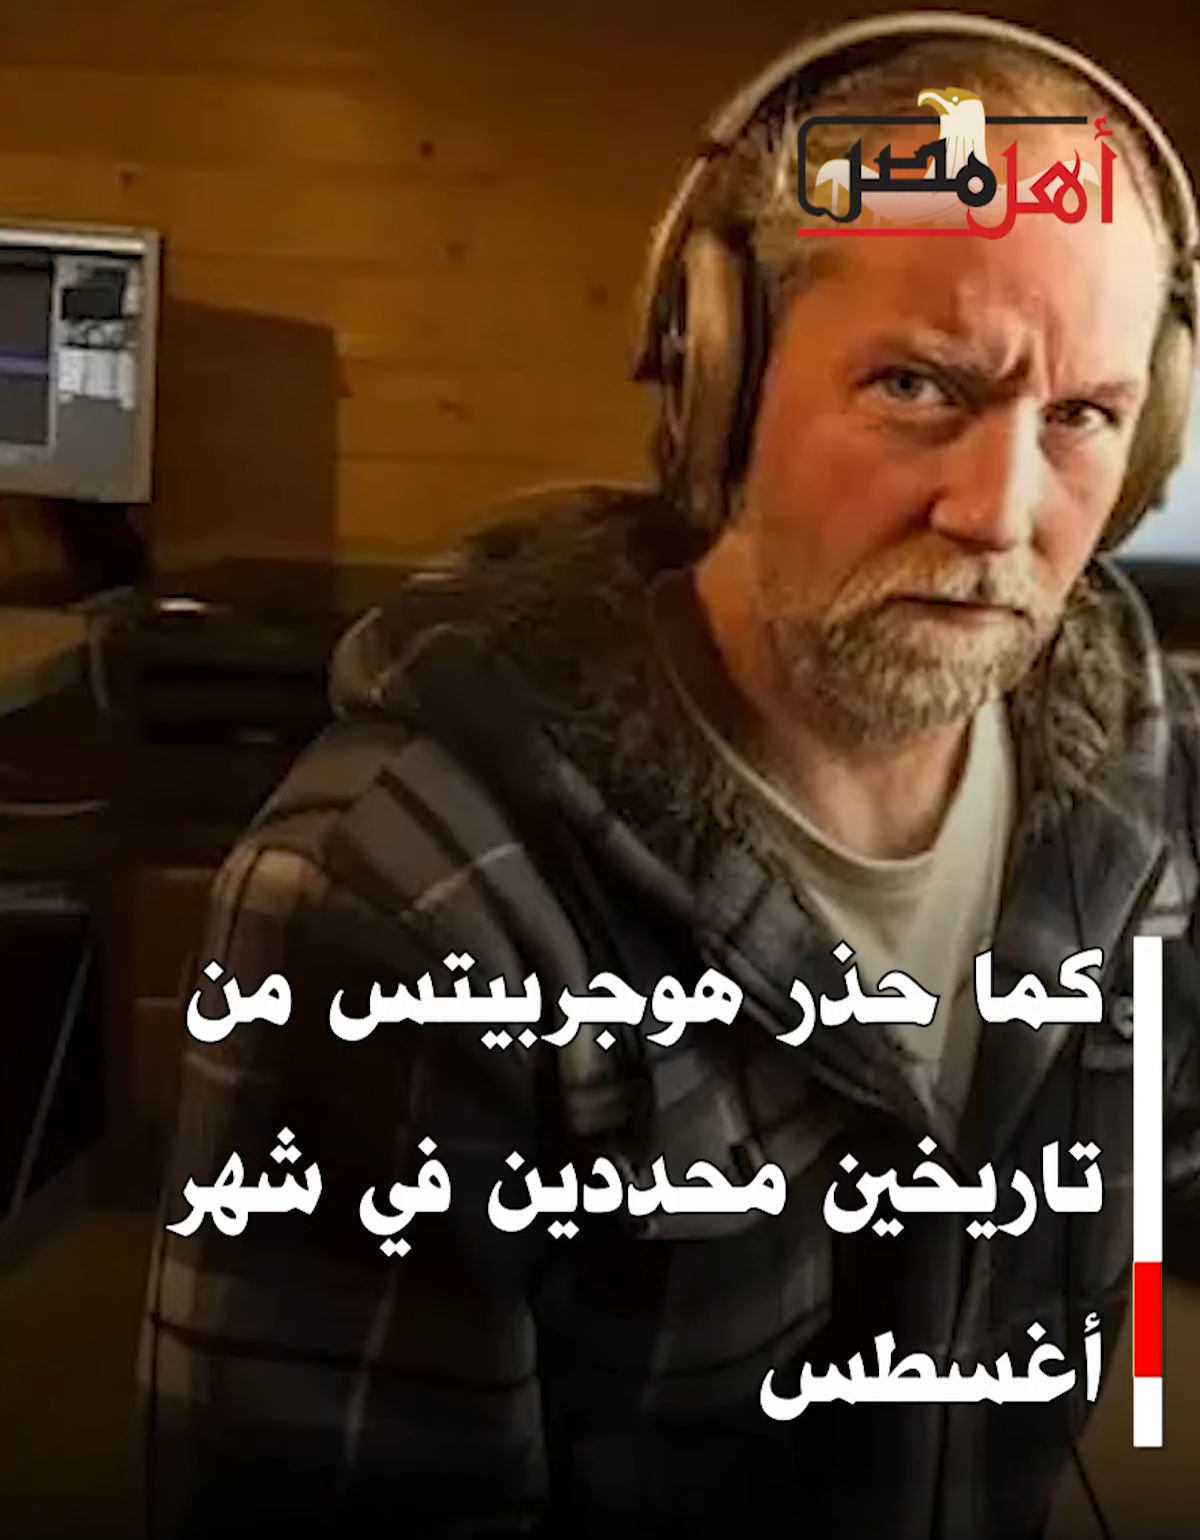 أهل مصر
كما حذر هوجربيتس من
تاريخين محددين في شهر
أغسطس